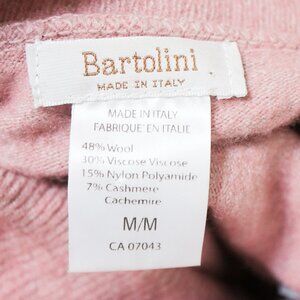 Bartolini
MADE IN ITALY
MADE IN ITALY
FABRIQUE' EN ITALIE
48% Wool
30% Viscose Viscose
15% Nylon Polyamide
7% Cashmere
Cachemire
M/M
CA 07043